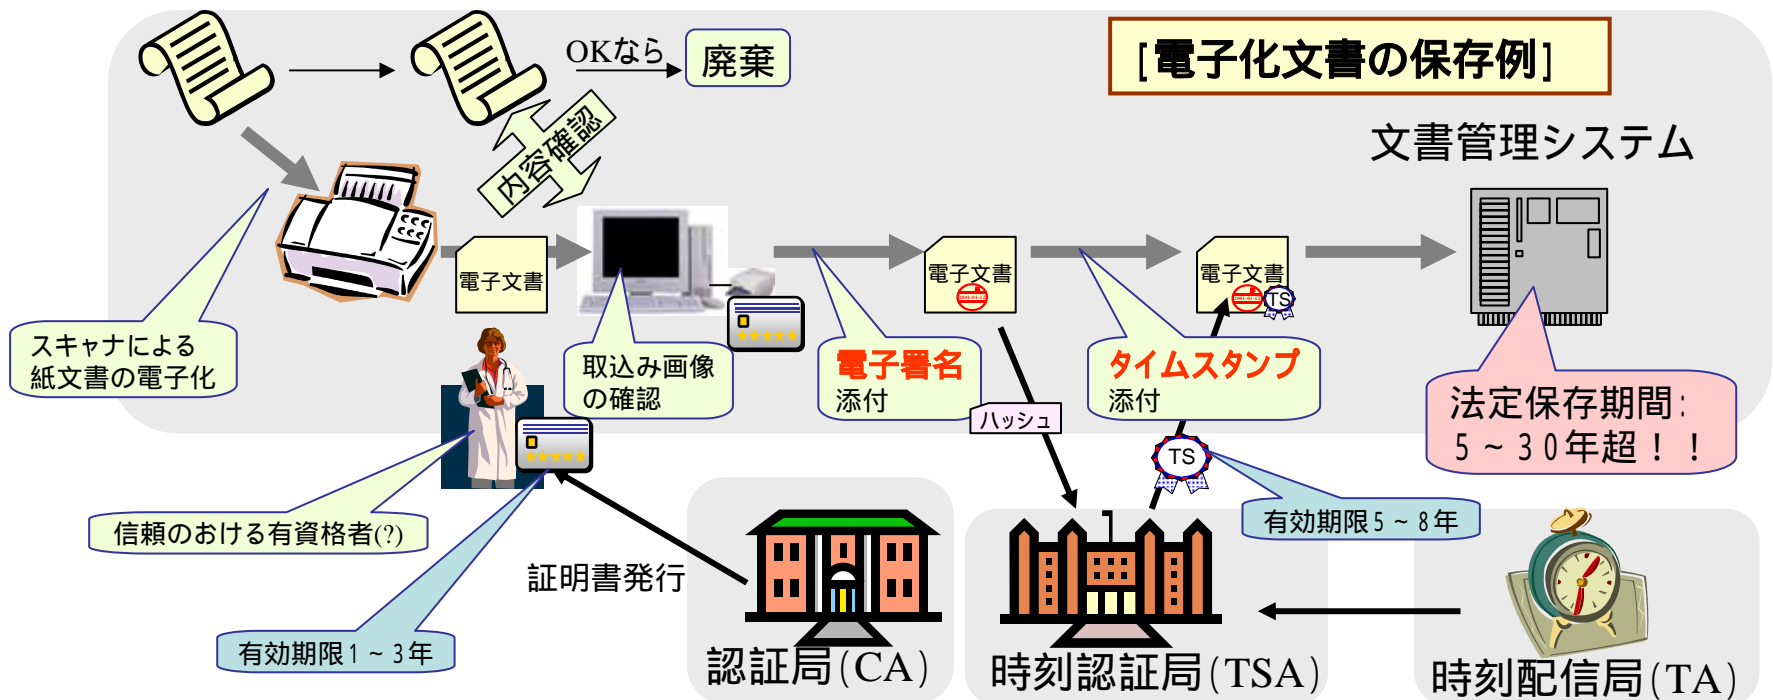 OKなら
廃棄
[電子化文書の保存例]
内容確認
文書管理システム
電子文書
電子文書
2001-01-12
電子文書
2001-01-12
TS
スキャナによる
紙文書の電子化
取込み画像
の確認
電子署名
添付
タイムスタンプ
添付
法定保存期間:
5~30年超!!
ハッシュ
TS
★★★★★
★★★★★
信頼のおける有資格者(?)
有効期限5~8年
証明書発行
有効期限1~3年
認証局(CA)
時刻認証局(TSA)
時刻配信局(TA)